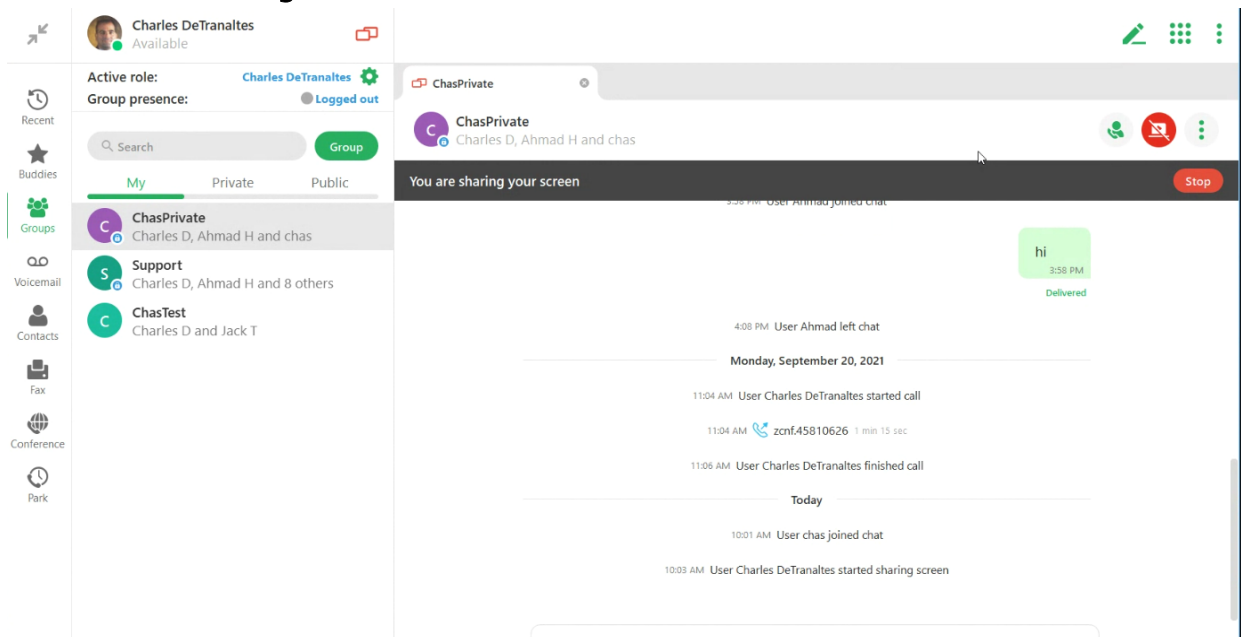 Charles DeTranaltes
Available
Active role: Charles DeTranaltes
Group presence: Logged out
Search
Group
My Private Public
Recent
Buddies
Groups
Voicemail
Contacts
Fax
Conference
Park
C
ChasPrivate
Charles D, Ahmad H and chas
S
Support
Charles D, Ahmad H and 8 others
C
ChasTest
Charles D and Jack T
ChasPrivate
C
ChasPrivate
Charles D, Ahmad H and chas
You are sharing your screen Stop
3:58 PM User Ahmad joined chat
hi
3:58 PM
Delivered
4:08 PM User Ahmad left chat
Monday, September 20, 2021
11:04 AM User Charles DeTranaltes started call
11:04 AM zcnf.45810626 1 min 15 sec
11:06 AM User Charles DeTranaltes finished call
Today
10:01 AM User chas joined chat
10:03 AM User Charles DeTranaltes started sharing screen